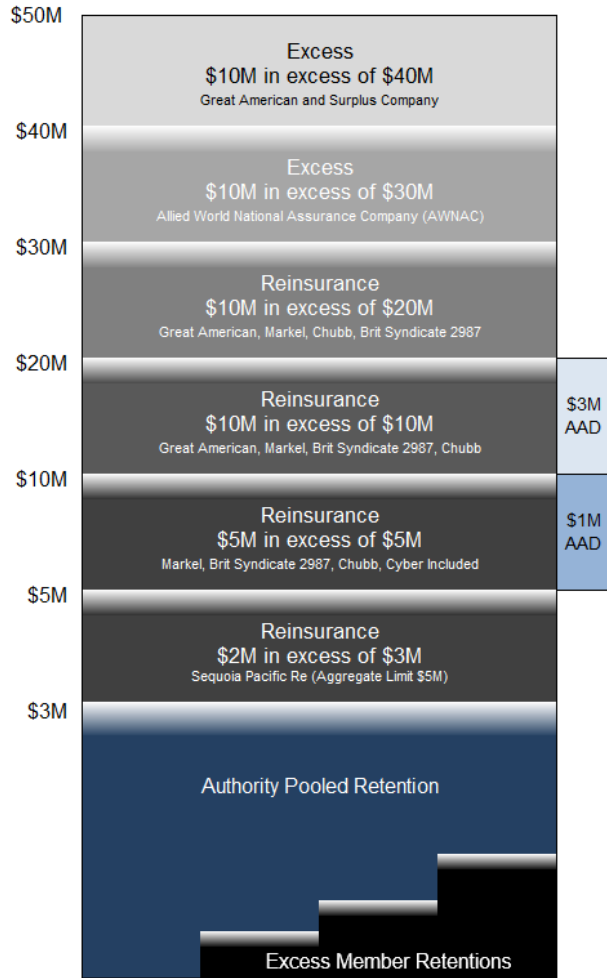 $50M
Excess
$10M in excess of $40M
Great American and Surplus Company
$40M
Excess
$10M in excess of $30M
Allied World National Assurance Company (AWNAC)
$30M
Reinsurance
$10M in excess of $20M
Great American, Markel, Chubb, Brit Syndicate 2987
$20M
Reinsurance
$10M in excess of $10M
Great American, Markel, Brit Syndicate 2987, Chubb
$3M
AAD
$10M
Reinsurance
$5M in excess of $5M
Markel, Brit Syndicate 2987, Chubb, Cyber Included
$1M
AAD
$5M
Reinsurance
$2M in excess of $3M
Sequoia Pacific Re (Aggregate Limit $5M)
$3M
Authority Pooled Retention
Excess Member Retentions